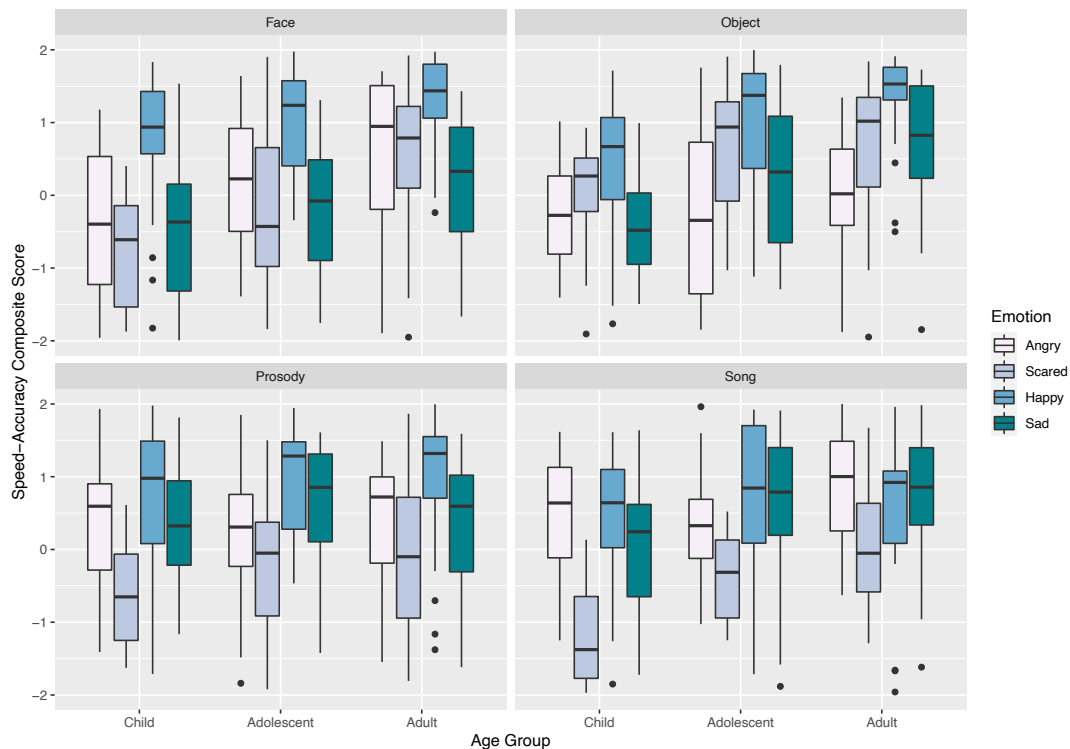 Face
Object
2
1
0
−1
−2
Prosody
Song
2
1
0
−1
−2
Child
Adolescent
Adult
Child
Adolescent
Adult
Age Group
Speed−Accuracy Composite Score
Emotion
Angry
Scared
Happy
Sad